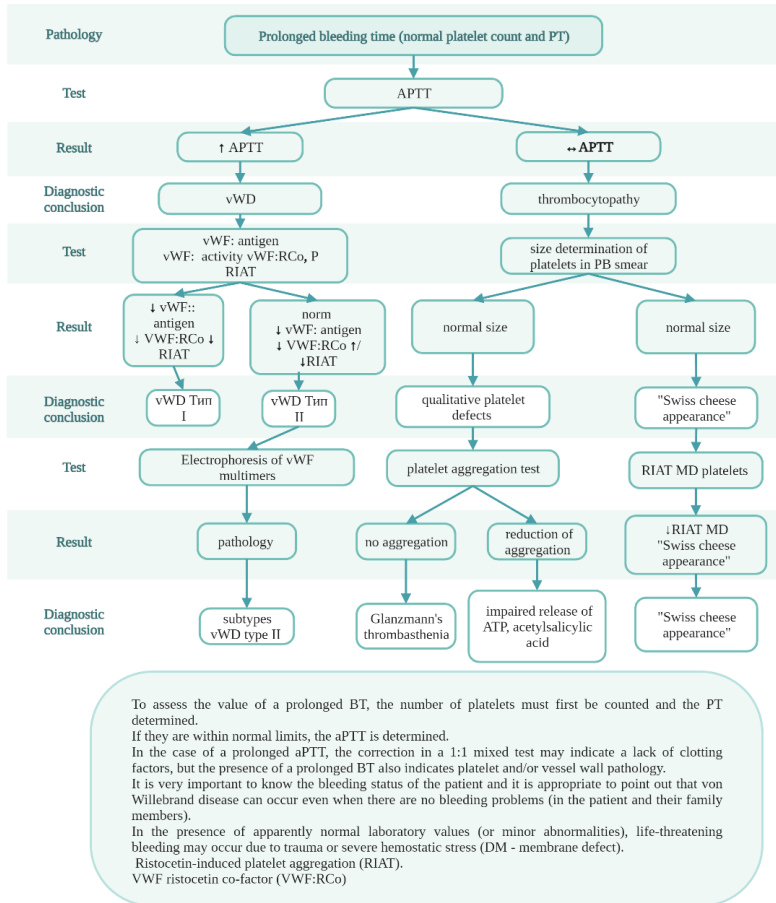 Pathology
Prolonged bleeding time (normal platelet count and PT)
Test
APTT
Result
↑ APTT
↔APTT
Diagnostic
conclusion
vWD
thrombocytopathy
Test
vWF: antigen
vWF:  activity vWF:RCo, P
RIAT
size determination of
platelets in PB smear
Result
↓ vWF::
antigen
↓ VWF:RCo ↓
RIAT
norm
↓ vWF: antigen
↓ VWF:RCo ↑/
↓RIAT
normal size
normal size
Diagnostic
conclusion
vWD Тип
I
vWD Тип
II
qualitative platelet
defects
"Swiss cheese
appearance"
Test
Electrophoresis of vWF
multimers
platelet aggregation test
RIAT MD platelets
Result
pathology
no aggregation
reduction of
aggregation
↓RIAT MD
"Swiss cheese
appearance"
Diagnostic
conclusion
subtypes
vWD type II
Glanzmann's
thrombasthenia
impaired release of
ATP, acetylsalicylic
acid
"Swiss cheese
appearance"
To assess the value of a prolonged BT, the number of platelets must first be counted and the PT
determined.
If they are within normal limits, the aPTT is determined.
In the case of a prolonged aPTT, the correction in a 1:1 mixed test may indicate a lack of clotting
factors, but the presence of a prolonged BT also indicates platelet and/or vessel wall pathology.
It is very important to know the bleeding status of the patient and it is appropriate to point out that von
Willebrand disease can occur even when there are no bleeding problems (in the patient and their family
members).
In the presence of apparently normal laboratory values (or minor abnormalities), life-threatening
bleeding may occur due to trauma or severe hemostatic stress (DM - membrane defect).
Ristocetin-induced platelet aggregation (RIAT).
VWF ristocetin co-factor (VWF:RCo)